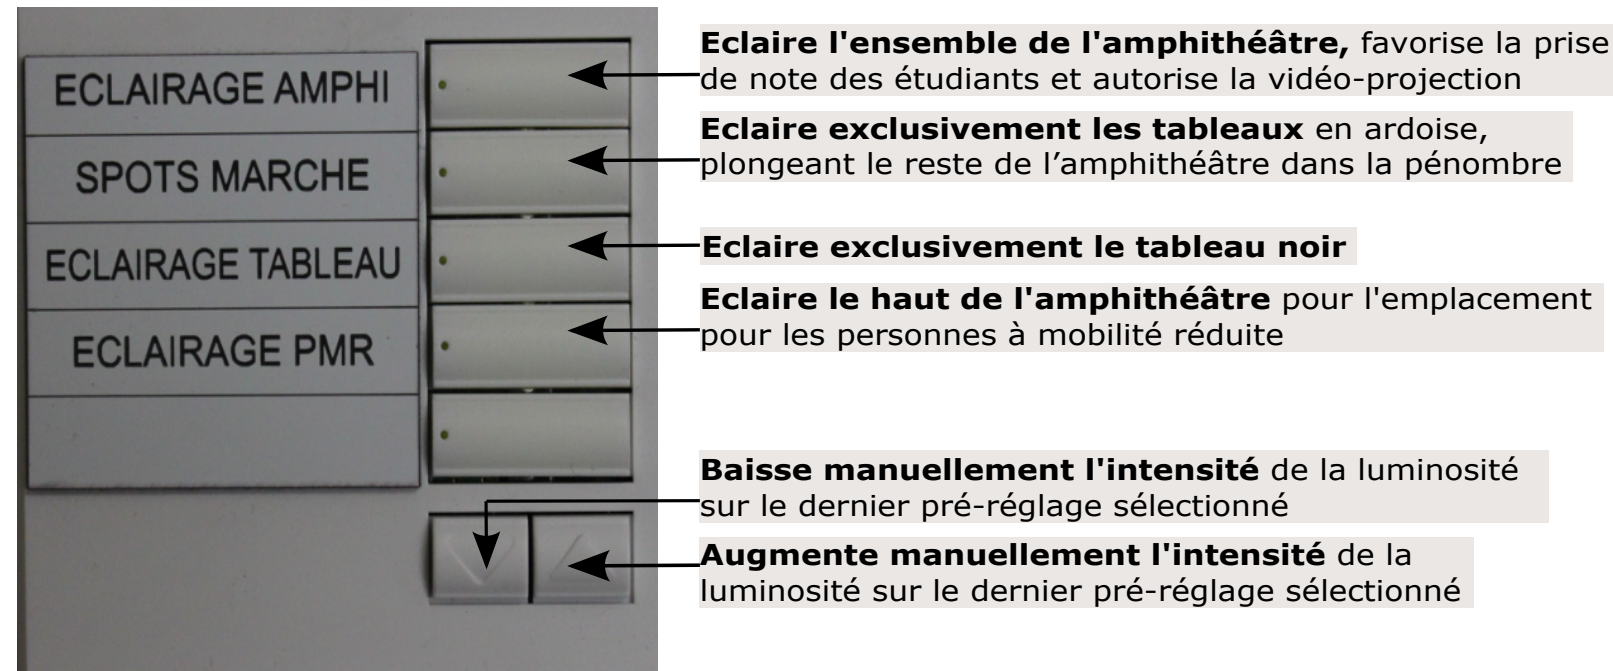 ECLAIRAGE AMPHI
SPOTS MARCHE
ECLAIRAGE TABLEAU
ECLAIRAGE PMR
Eclaire l'ensemble de l'amphithéâtre, favorise la prise
de note des étudiants et autorise la vidéo-projection
Eclaire exclusivement les tableaux en ardoise,
plongeant le reste de l’amphithéâtre dans la pénombre
Eclaire exclusivement le tableau noir
Eclaire le haut de l'amphithéâtre pour l'emplacement
pour les personnes à mobilité réduite
Baisse manuellement l'intensité de la luminosité
sur le dernier pré-réglage sélectionné
Augmente manuellement l'intensité de la
luminosité sur le dernier pré-réglage sélectionné